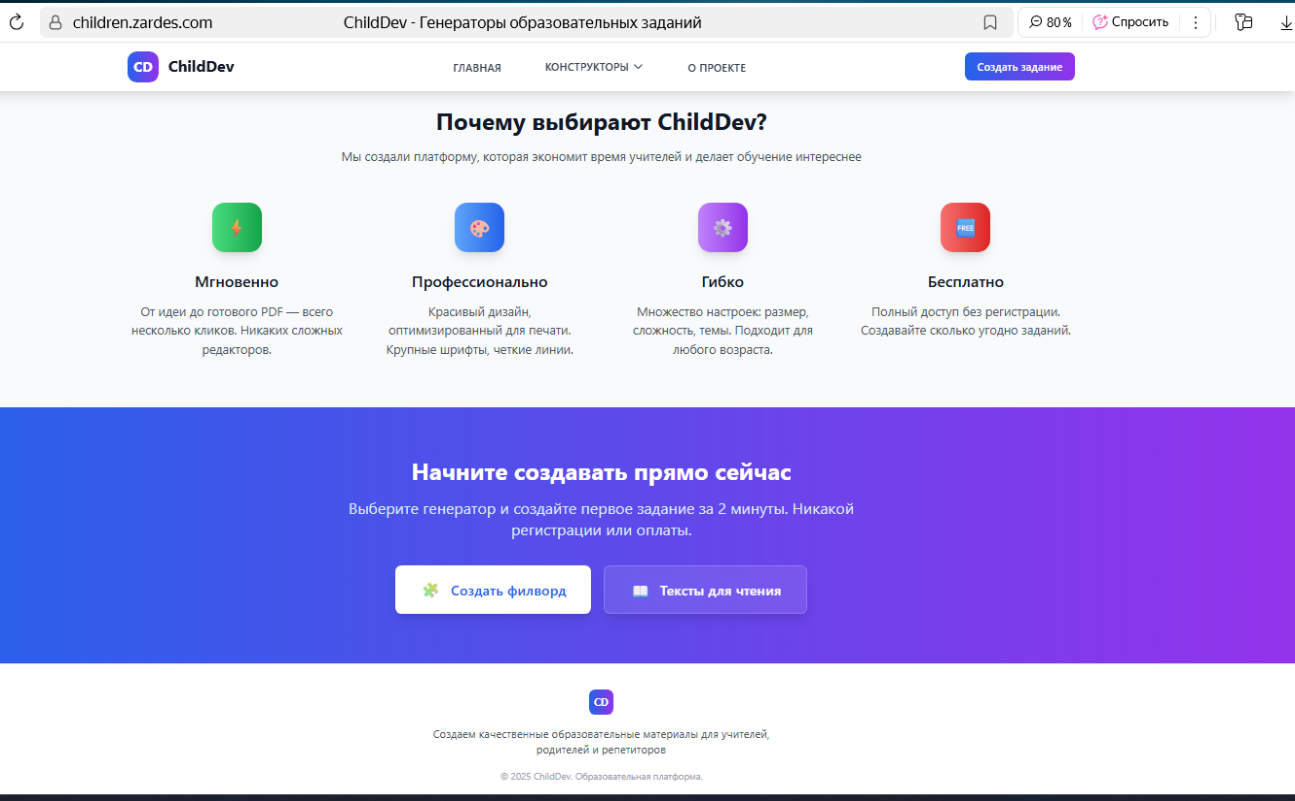 children.zardes.com
ChildDev - Генераторы образовательных заданий
80 %
Спросить
CD ChildDev
ГЛАВНАЯ
КОНСТРУКТОРЫ
О ПРОЕКТЕ
Создать задание
Почему выбирают ChildDev?
Мы создали платформу, которая экономит время учителей и делает обучение интереснее
Мгновенно
От идеи до готового PDF — всего
несколько кликов. Никаких сложных
редакторов.
Профессионально
Красивый дизайн,
оптимизированный для печати.
Крупные шрифты, четкие линии.
Гибко
Множество настроек: размер,
сложность, темы. Подходит для
любого возраста.
FREE
Бесплатно
Полный доступ без регистрации.
Создавайте сколько угодно заданий.
Начните создавать прямо сейчас
Выберите генератор и создайте первое задание за 2 минуты. Никакой
регистрации или оплаты.
Создать филворд
Тексты для чтения
CD
Создаем качественные образовательные материалы для учителей,
родителей и репетиторов
© 2025 ChildDev. Образовательная платформа.